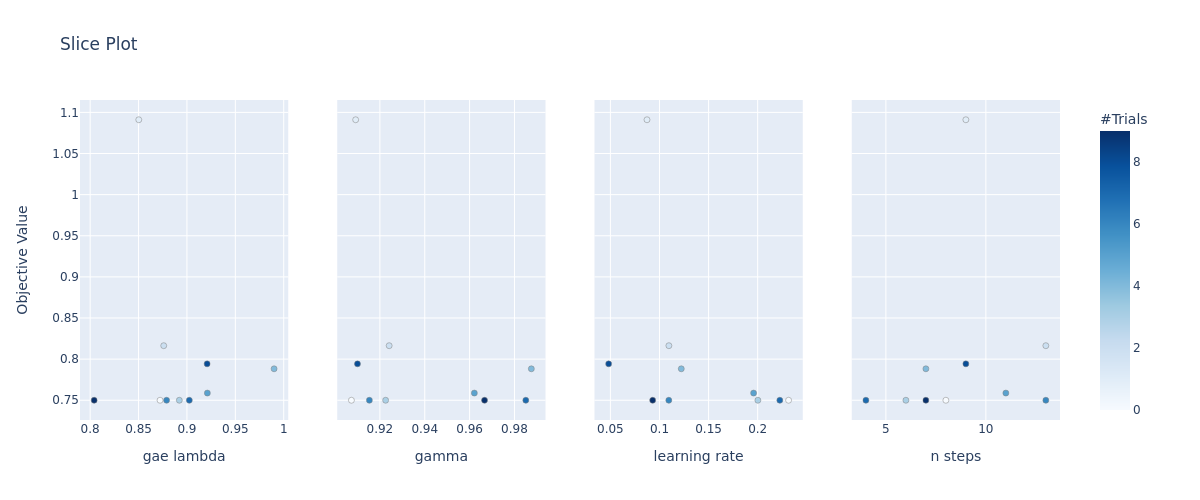 Slice Plot
#Trials
Objective Value
1.1
1.05
1
0.95
0.9
0.85
0.8
0.75
0.8 0.85 0.9 0.95 1
0.92 0.94 0.96 0.98
0.05 0.1 0.15 0.2
5 10
gae lambda
gamma
learning rate
n steps
8
6
4
2
0